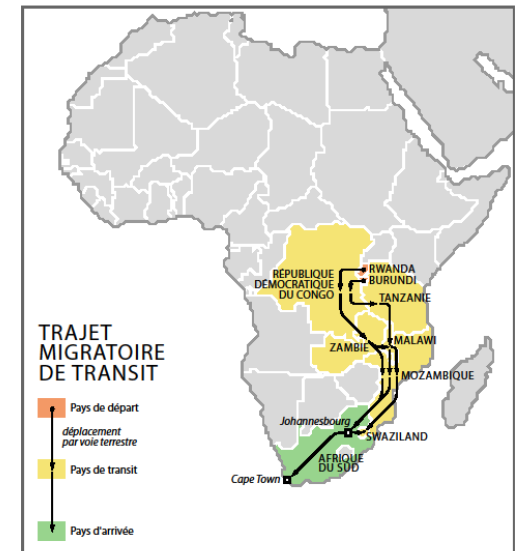 RWANDA
BURUNDI
RÉPUBLIQUE
DÉMOCRATIQUE
DU CONGO
TANZANIE
ZAMBIE
MALAWI
MOZAMBIQUE
Johannesbourg
SWAZILAND
AFRIQUE
DU SUD
Cape Town
TRAJET
MIGRATOIRE
DE TRANSIT
Pays de départ
déplacement
par voie terrestre
Pays de transit
Pays d'arrivée